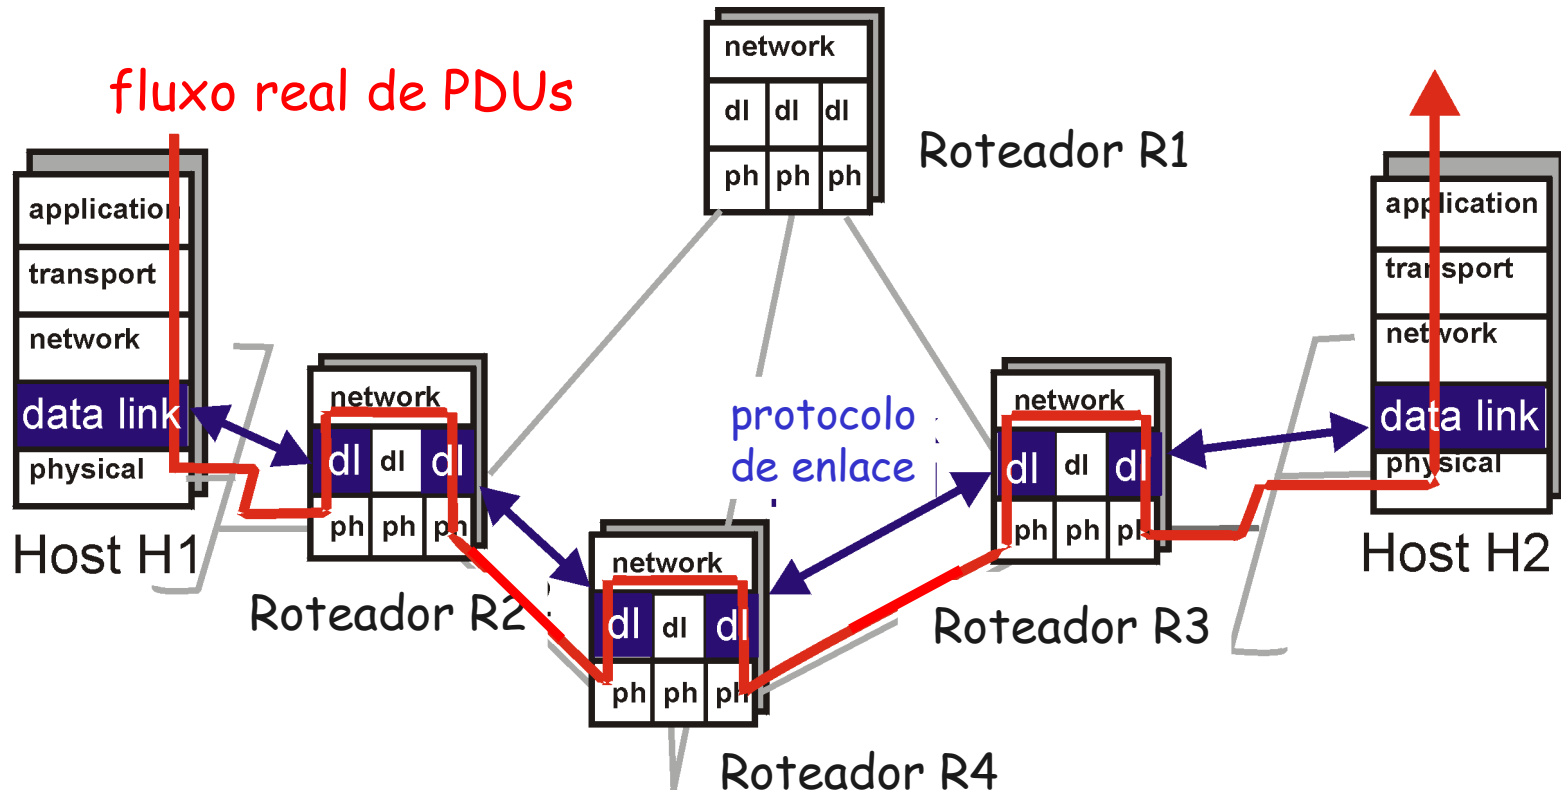 fluxo real de PDUs
network
dl dl dl
ph ph ph
Roteador R1
application
transport
network
data link
physical
Host H1
network
dl dl dl
ph ph ph
Roteador R2
protocolo
de enlace
network
dl dl dl
ph ph ph
Roteador R4
network
dl dl dl
ph ph ph
Roteador R3
application
transport
network
data link
physical
Host H2